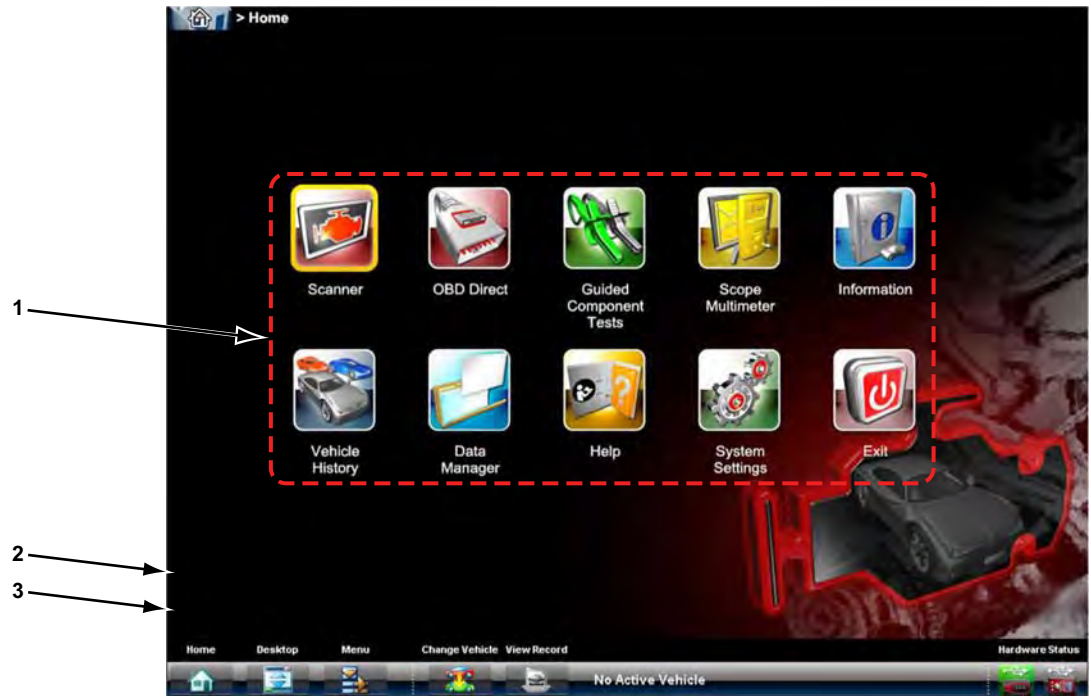 > Home
Scanner
OBD Direct
Guided
Component
Tests
Scope
Multimeter
Information
1
Vehicle
History
Data
Manager
Help
System
Settings
Exit
2
3
Home Desktop Menu Change Vehicle View Record Hardware Status
No Active Vehicle